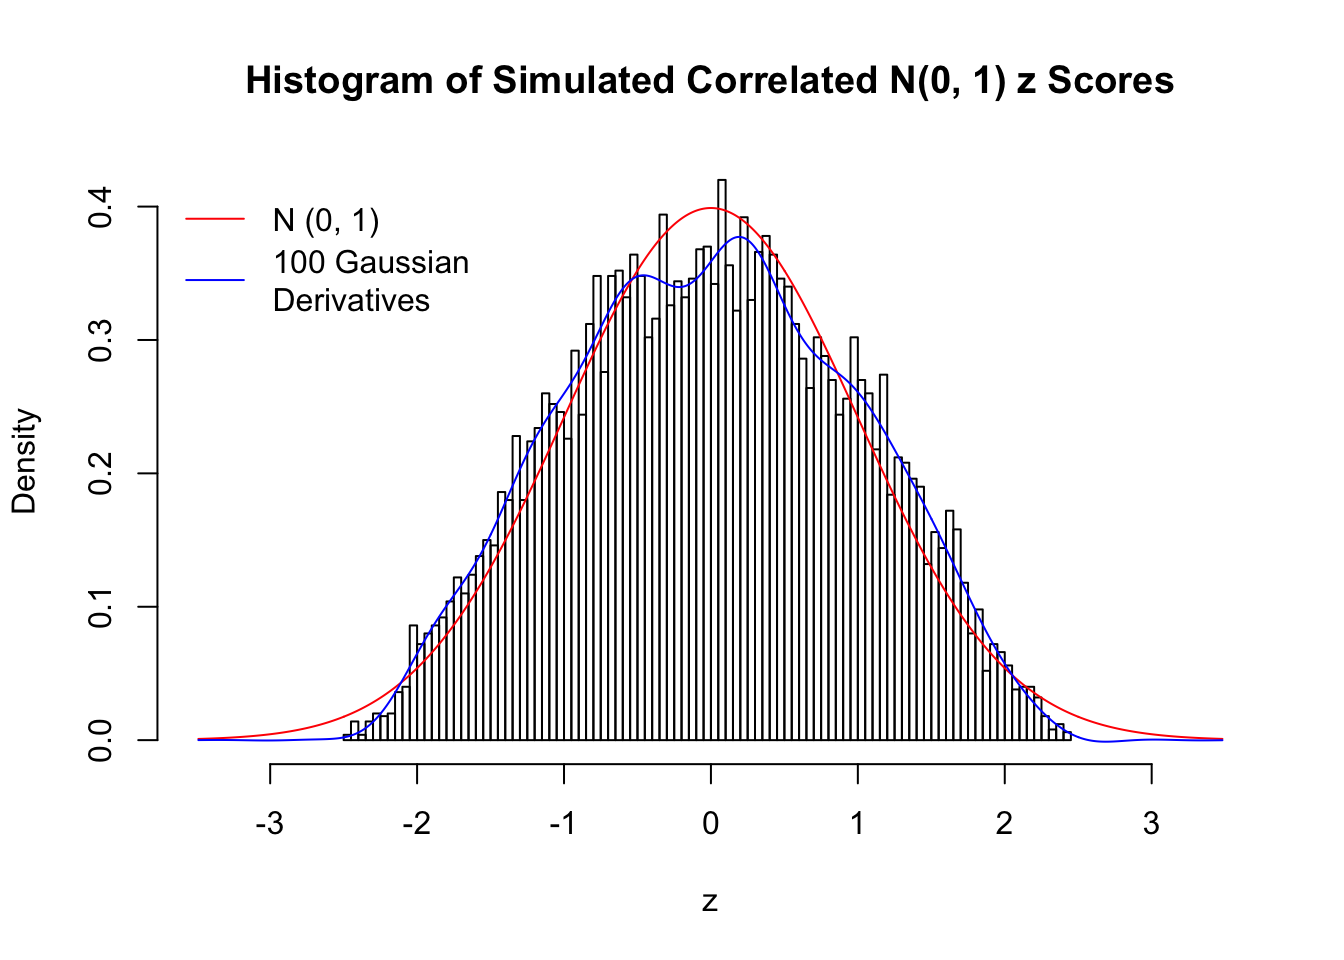 Histogram of Simulated Correlated N(0, 1) z Scores
N (0, 1)
100 Gaussian
Derivatives
Density
0.4
0.3
0.2
0.1
0.0
-3 -2 -1 0 1 2 3
z